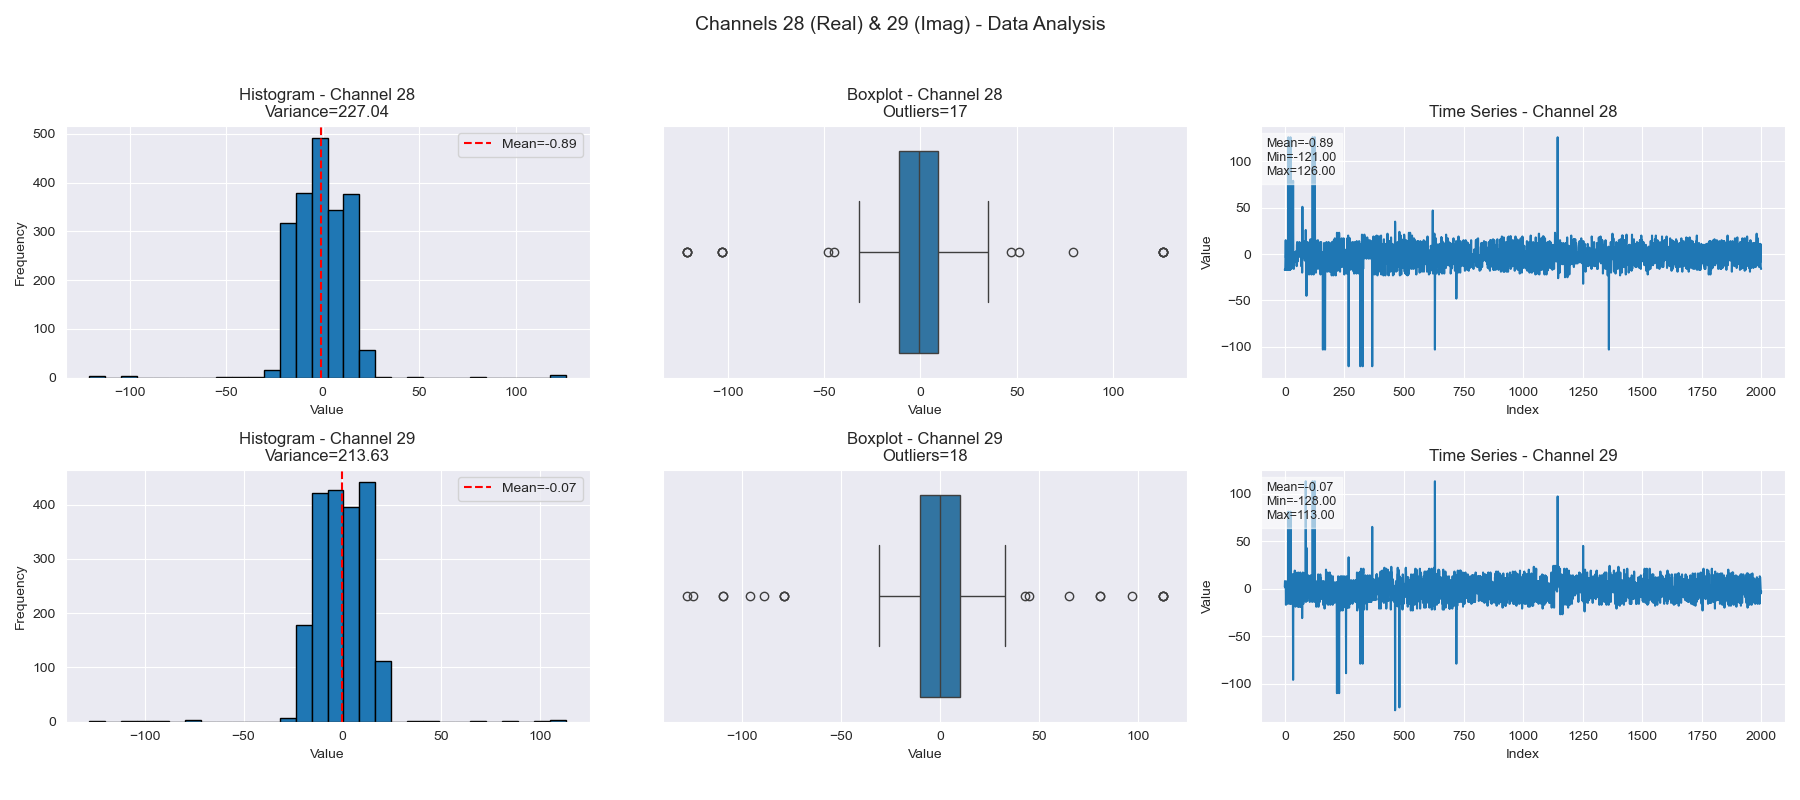 Channels 28 (Real) & 29 (Imag) - Data Analysis
Histogram - Channel 28
Variance=227.04
Mean=-0.89
Frequency
500
400
300
200
100
0
−100
−50
0
50
100
Value
Boxplot - Channel 28
Outliers=17
−100
−50
0
50
100
Value
Time Series - Channel 28
Mean=-0.89
Min=-121.00
Max=126.00
Value
100
50
0
−50
−100
0
250
500
750
1000
1250
1500
1750
2000
Index
Histogram - Channel 29
Variance=213.63
Mean=-0.07
Frequency
400
300
200
100
0
−100
−50
0
50
100
Value
Boxplot - Channel 29
Outliers=18
−100
−50
0
50
100
Value
Time Series - Channel 29
Mean=-0.07
Min=-128.00
Max=113.00
Value
100
50
0
−50
−100
0
250
500
750
1000
1250
1500
1750
2000
Index